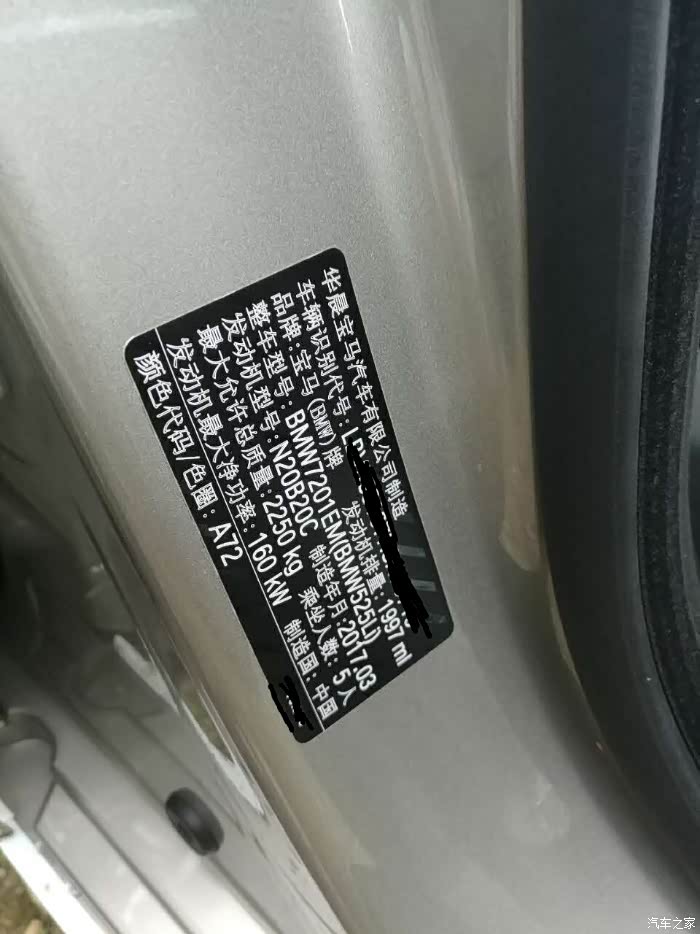 华晨宝马汽车有限公司制造
车辆识别代号:
品牌:宝马(BMW)牌 发动机排量:1997 ml
整车型号:BMW7201EM(BMW525Li)
发动机型号:N20B20C 制造年月:2017.03
最大允许总质量:2250 kg 乘坐人数:5人
发动机最大净功率:160 kW 制造国:中国
颜色代码/色圈:A72
汽车之家